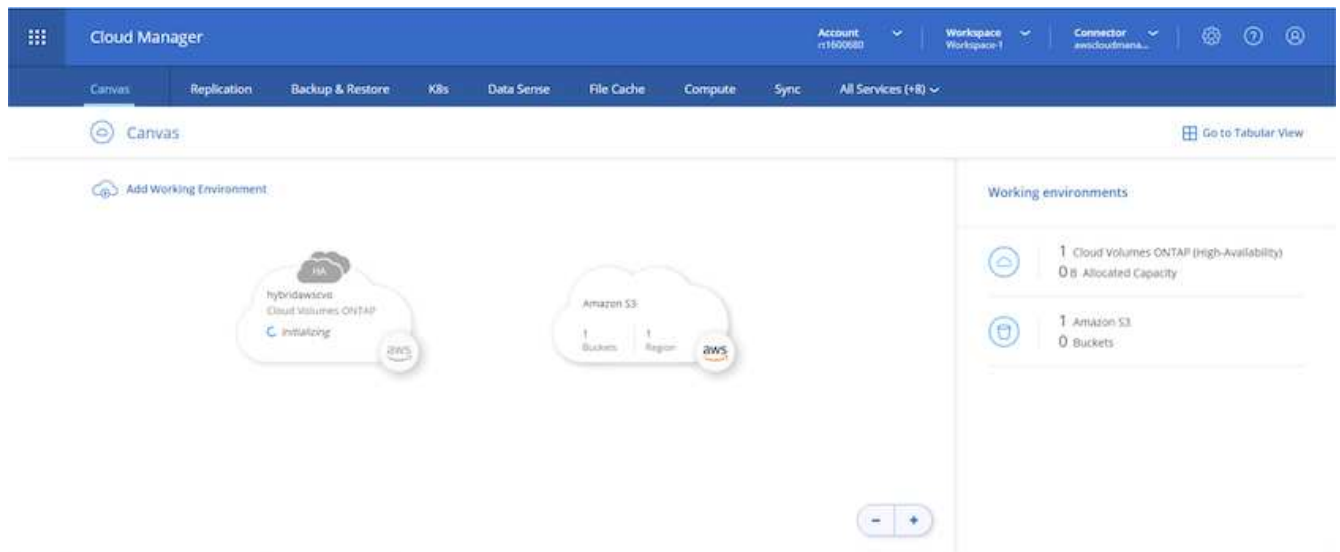 Cloud Manager
Account
rt1600680
Workspace
Workspace-1
Connector
awscloudmana...
Canvas Replication Backup & Restore K8s Data Sense File Cache Compute Sync All Services (+8)
Canvas
Go to Tabular View
Add Working Environment
Working environments
HA
hybridawscvo
Cloud Volumes ONTAP
Initializing
aws
Amazon S3
1 1
Buckets Region
aws
1 Cloud Volumes ONTAP (High-Availability)
0 B Allocated Capacity
1 Amazon S3
0 Buckets